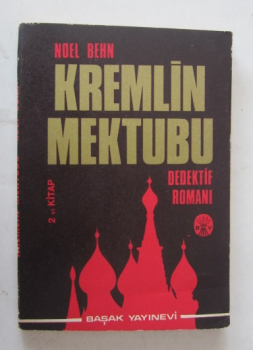 NOEL BEHN
KREMLİN
MEKTUBU
DEDEKTİF
ROMANI
2 ci KİTAP
BAŞAK YAYINEVİ